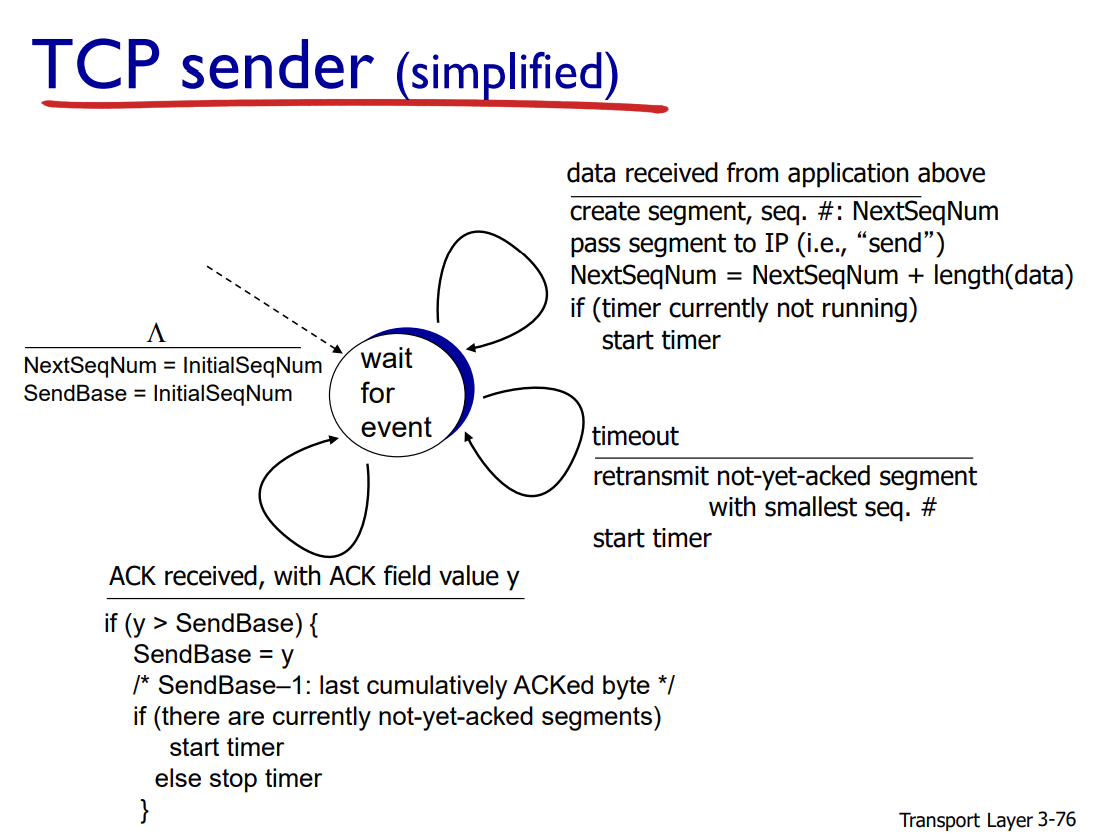 TCP sender (simplified)
data received from application above
create segment, seq. #: NextSeqNum
pass segment to IP (i.e., “send”)
NextSeqNum = NextSeqNum + length(data)
if (timer currently not running)
start timer
Λ
NextSeqNum = InitialSeqNum
SendBase = InitialSeqNum
wait
for
event
timeout
retransmit not-yet-acked segment
with smallest seq. #
start timer
ACK received, with ACK field value y
if (y > SendBase) {
SendBase = y
/* SendBase–1: last cumulatively ACKed byte */
if (there are currently not-yet-acked segments)
start timer
else stop timer
}
Transport Layer 3-76